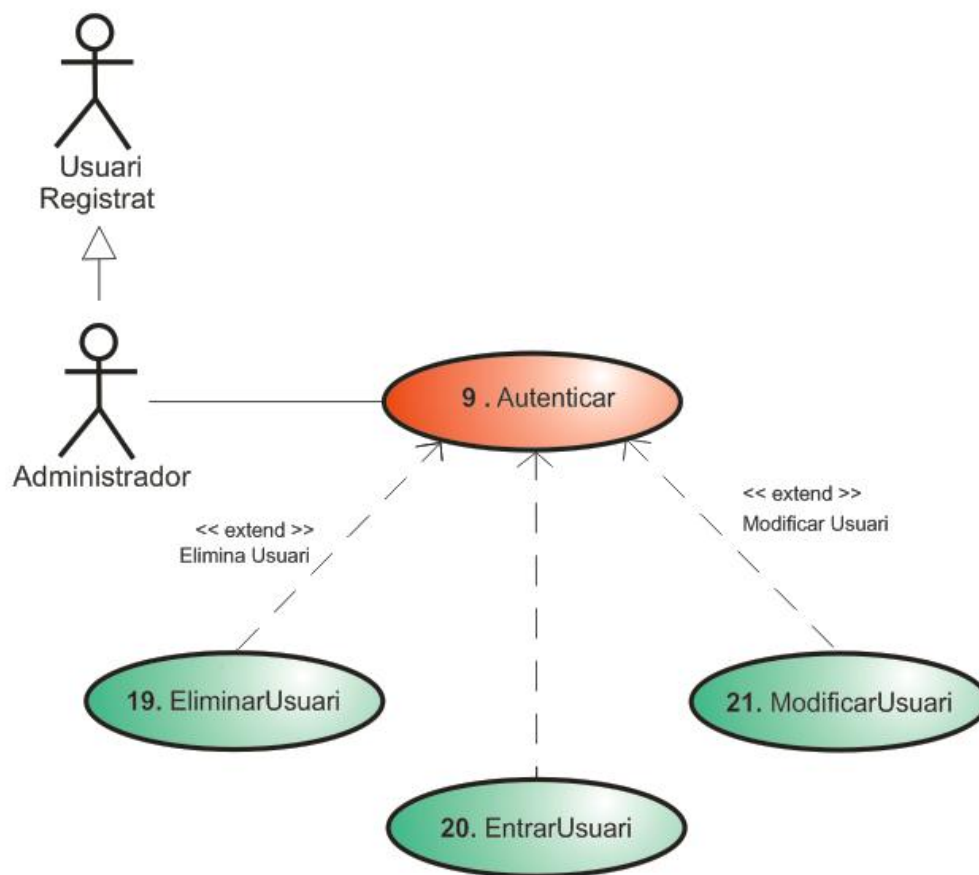 Usuari
Registrat
9 . Autenticar
Administrador
<< extend >>
Modificar Usuari
<< extend >>
Elimina Usuari
19. EliminarUsuari
21. ModificarUsuari
20. EntrarUsuari